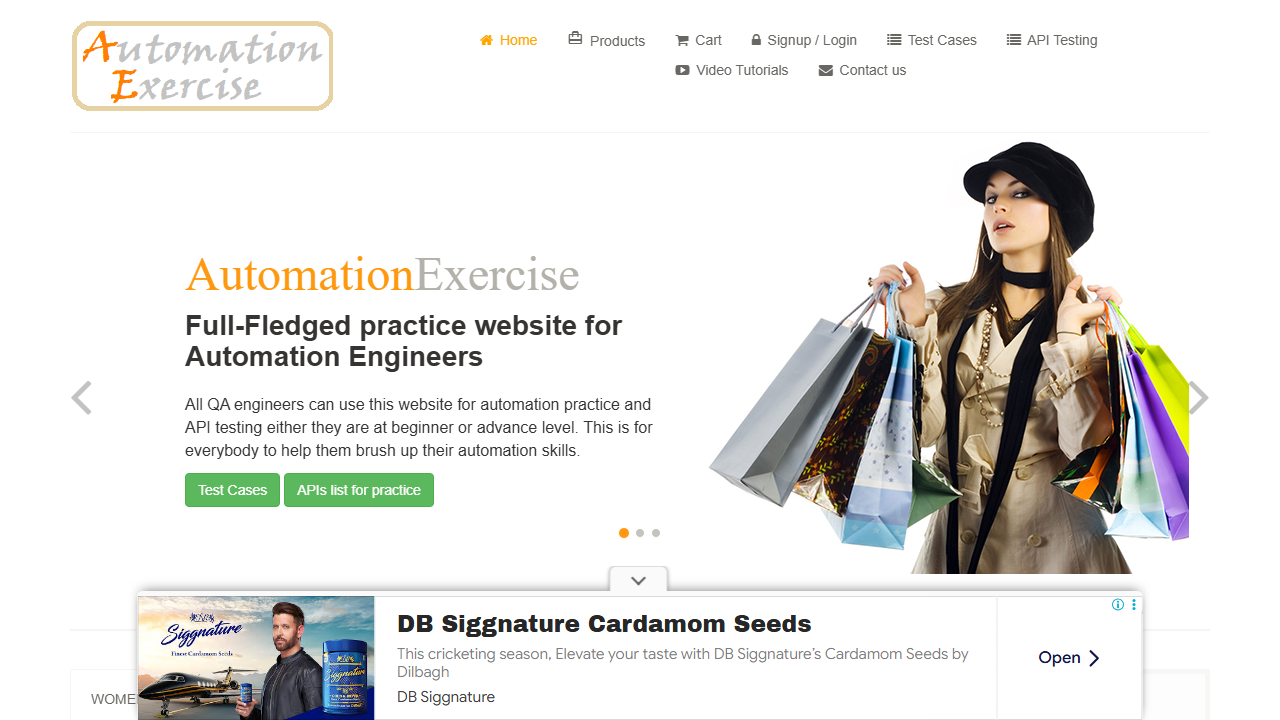 Automation
Exercise
Home
Products
Cart
Signup / Login
Test Cases
API Testing
Video Tutorials
Contact us
AutomationExercise
Full-Fledged practice website for
Automation Engineers
All QA engineers can use this website for automation practice and
API testing either they are at beginner or advance level. This is for
everybody to help them brush up their automation skills.
Test Cases
APIs list for practice
Siggnature
Finest Cardamom Seeds
DB Siggnature Cardamom Seeds
This cricketing season, Elevate your taste with DB Siggnature's Cardamom Seeds by
Dilbagh
DB Siggnature
Open
WOME